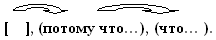 [    ], (потому что…), (что… ).